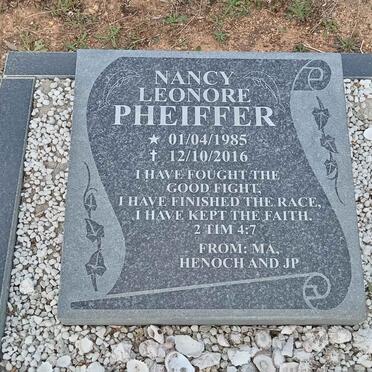 NANCY
LEONORE
PHEIFFER
★ 01/04/1985
✝ 12/10/2016
I HAVE FOUGHT THE
GOOD FIGHT,
I HAVE FINISHED THE RACE,
I HAVE KEPT THE FAITH.
2 TIM 4:7
FROM: MA,
HENOCH AND JP